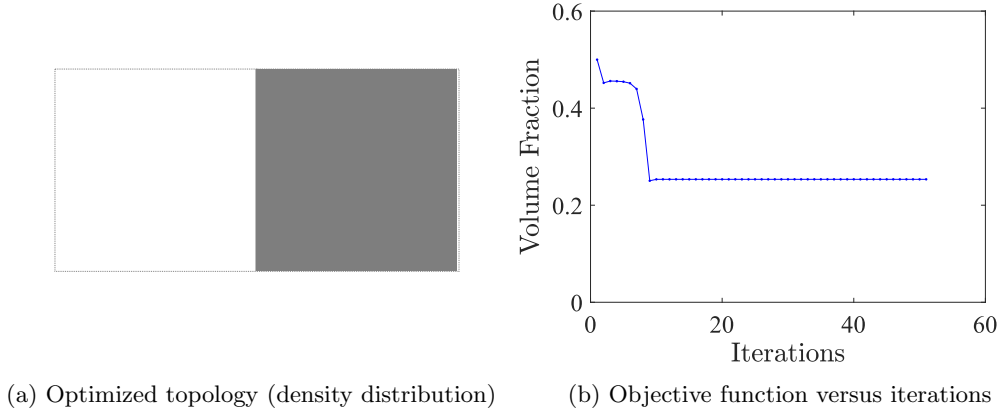 0.6
0.4
0.2
0
Volume Fraction
0 20 40 60
Iterations
(a) Optimized topology (density distribution)
(b) Objective function versus iterations